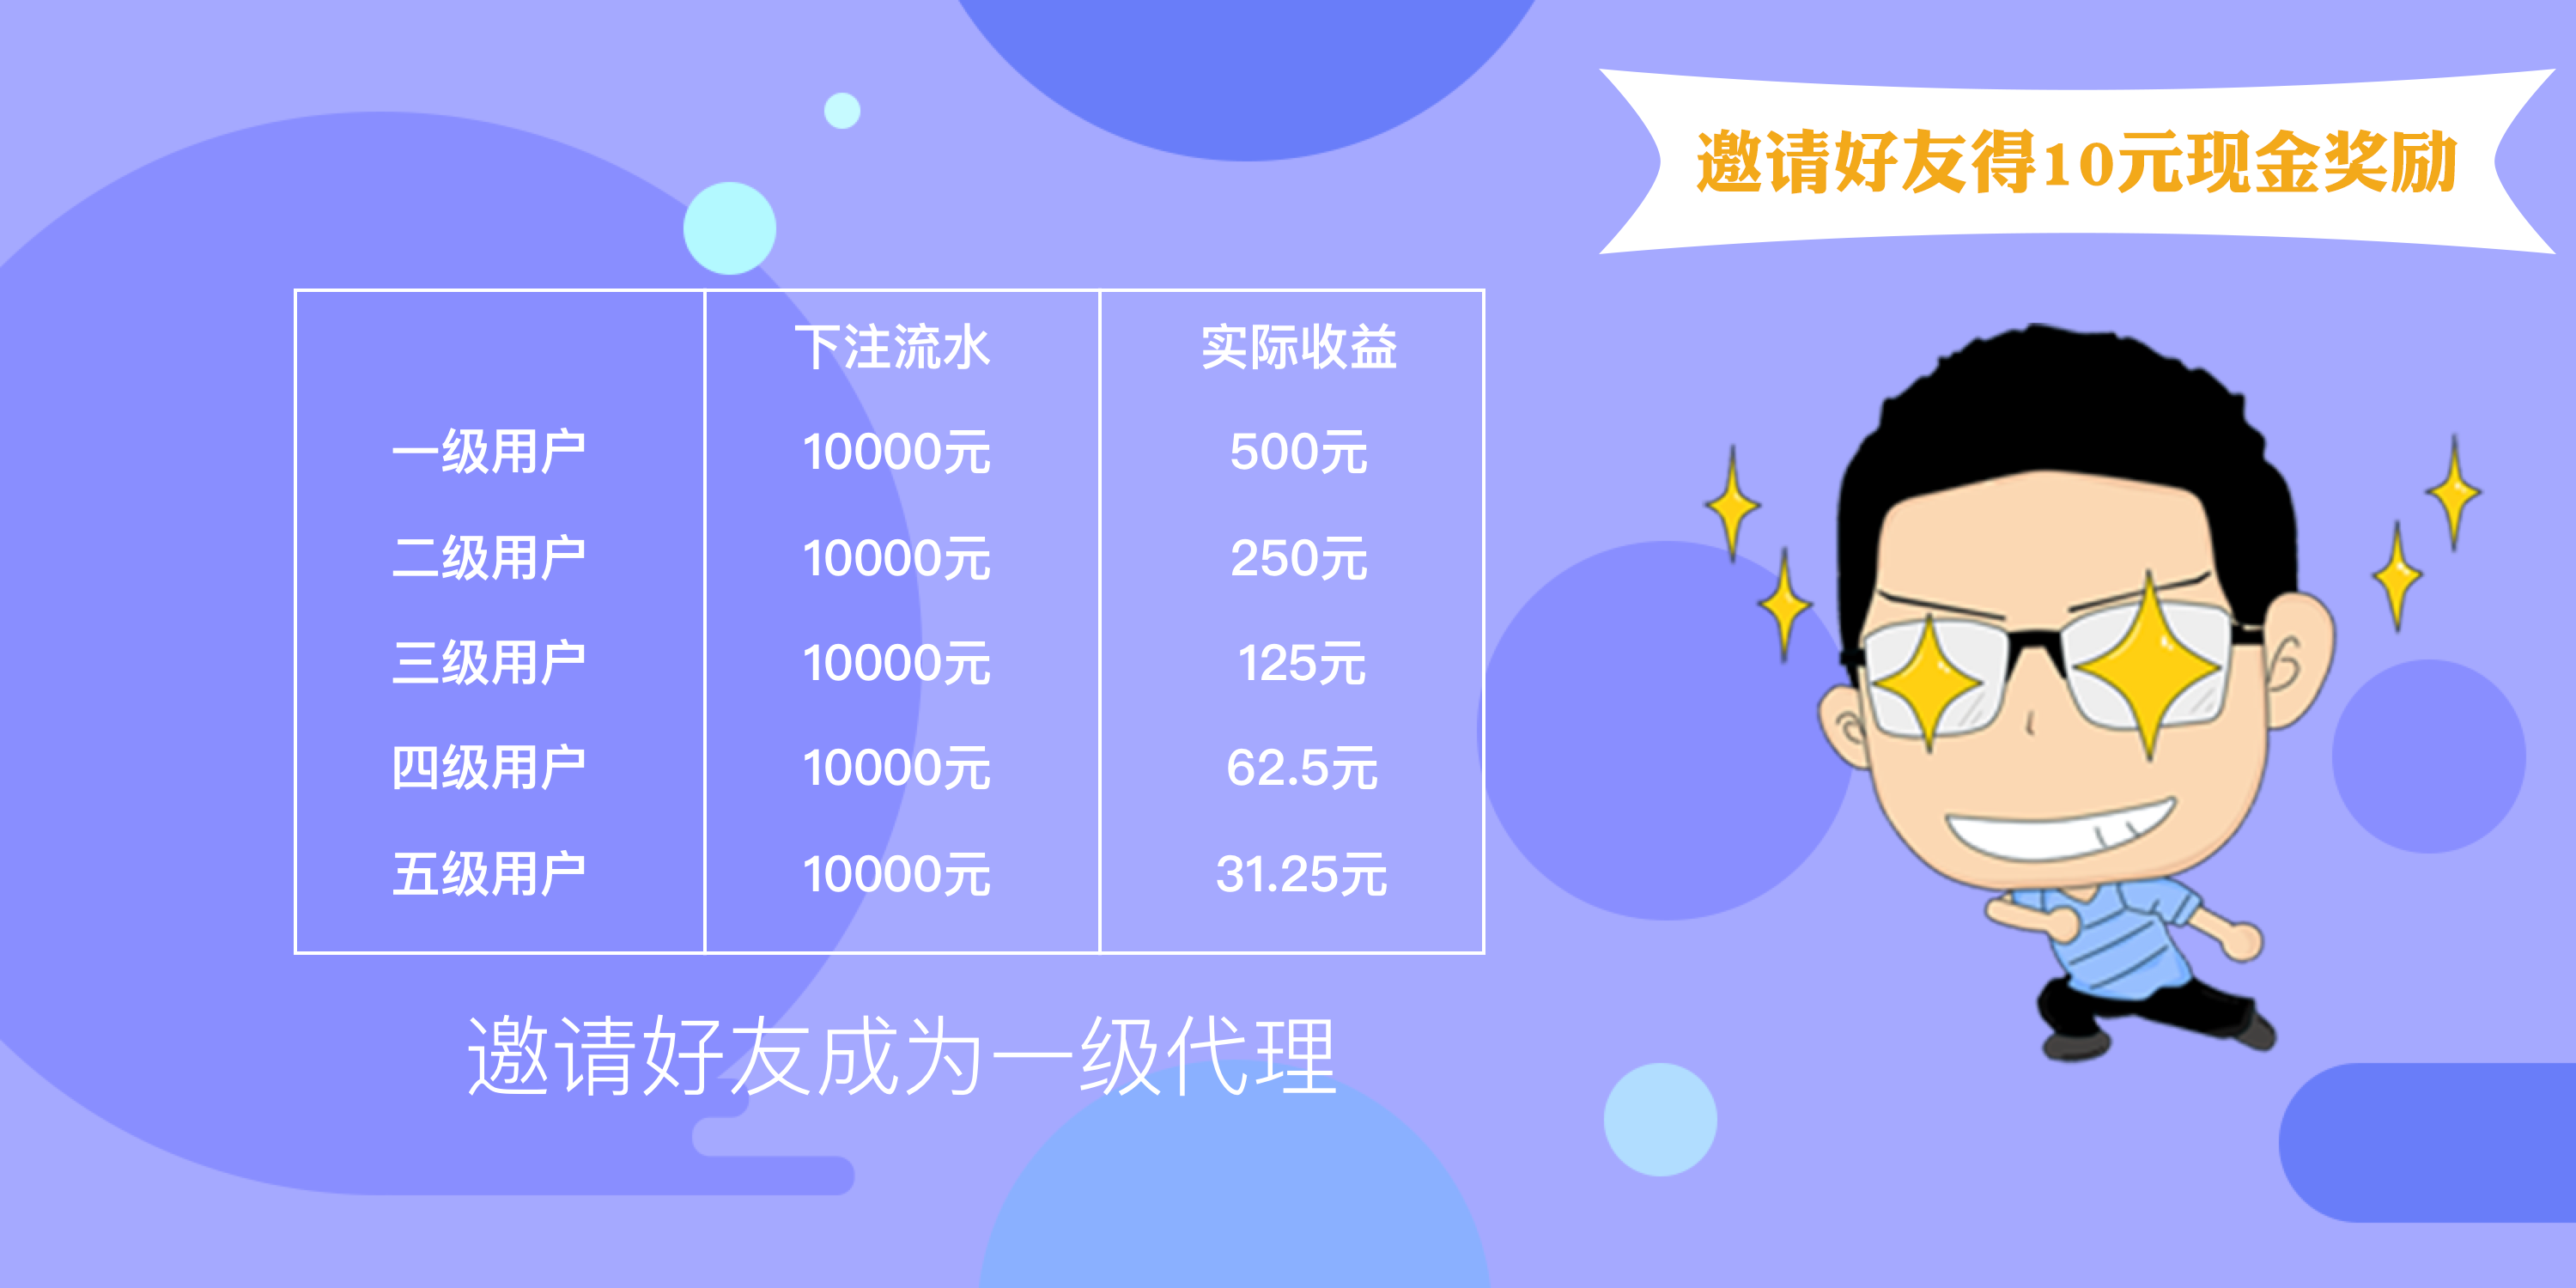 邀请好友得10元现金奖励
下注流水 实际收益
一级用户 10000元 500元
二级用户 10000元 250元
三级用户 10000元 125元
四级用户 10000元 62.5元
五级用户 10000元 31.25元
邀请好友成为一级代理